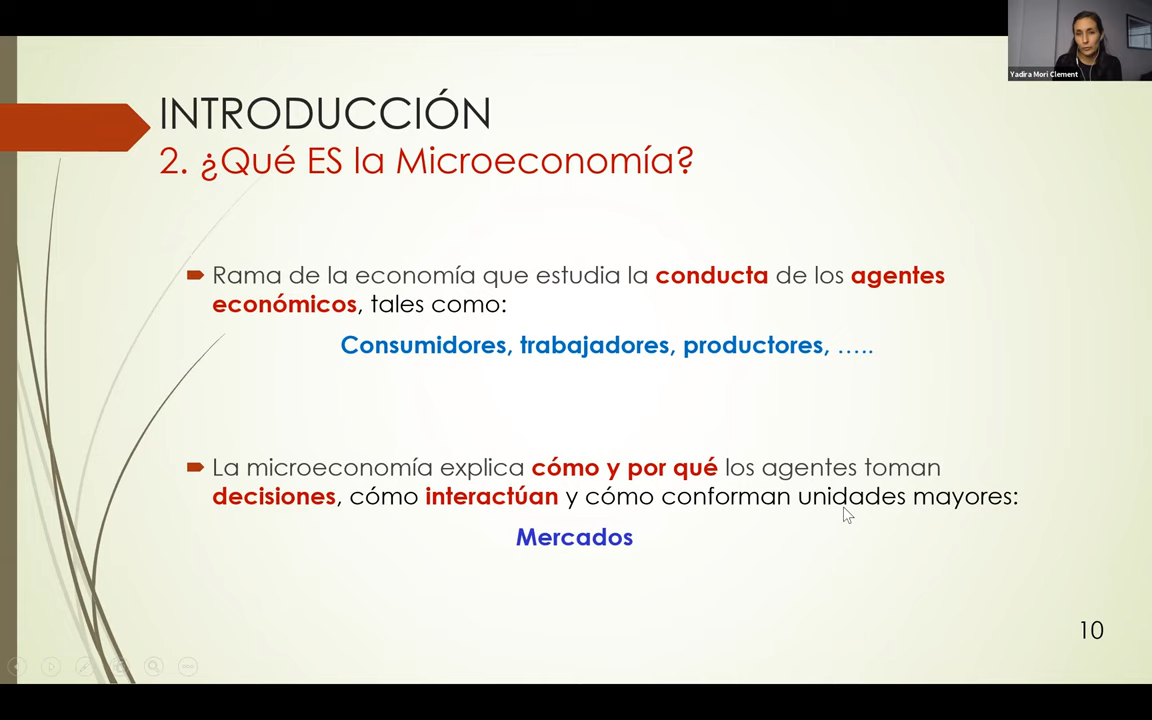 Yadira Mori Clement
INTRODUCCIÓN
2. ¿Qué ES la Microeconomía?
Rama de la economía que estudia la conducta de los agentes
económicos, tales como:
Consumidores, trabajadores, productores, …..
La microeconomía explica cómo y por qué los agentes toman
decisiones, cómo interactúan y cómo conforman unidades mayores:
Mercados
10